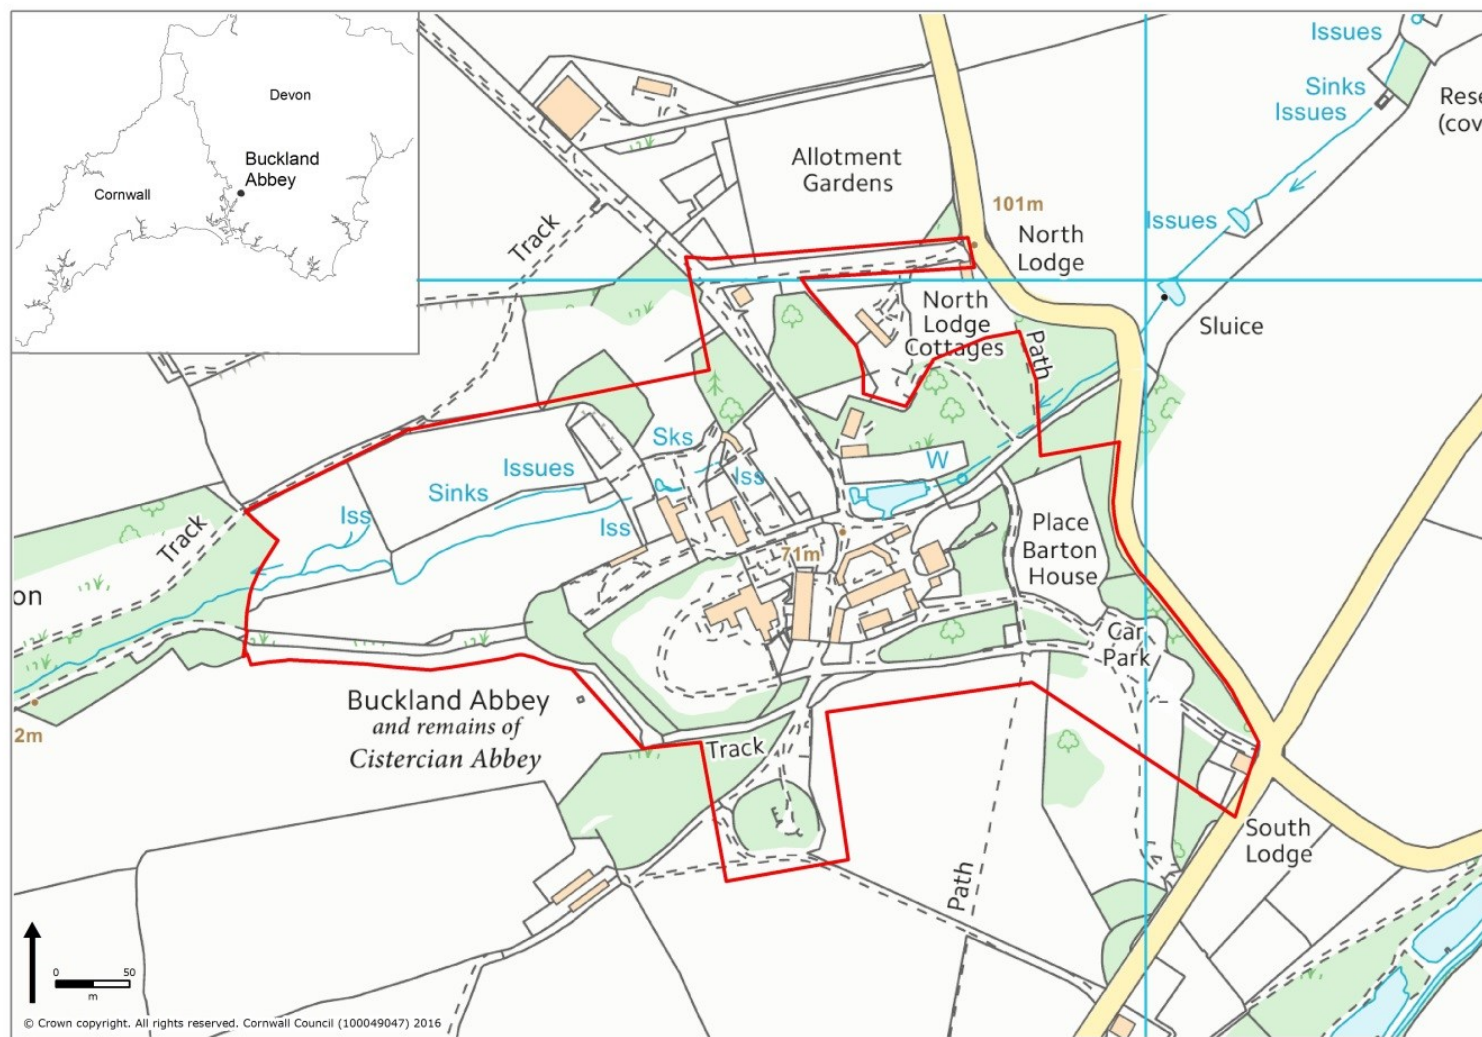 Devon
Buckland
Abbey
Cornwall
Issues
Sinks
Issues
Rese
(cov
Allotment
Gardens
101m
Issues
Track
North
Lodge
North
Lodge
Cottages
Path
Sluice
Sks
Issues
Iss
W
Sinks
Iss
Iss
Track
Place
Barton
House
71m
on
Car
Park
Buckland Abbey
and remains of
Cistercian Abbey
2m
Track
South
Lodge
Path
0 50
m
© Crown copyright. All rights reserved. Cornwall Council (100049047) 2016